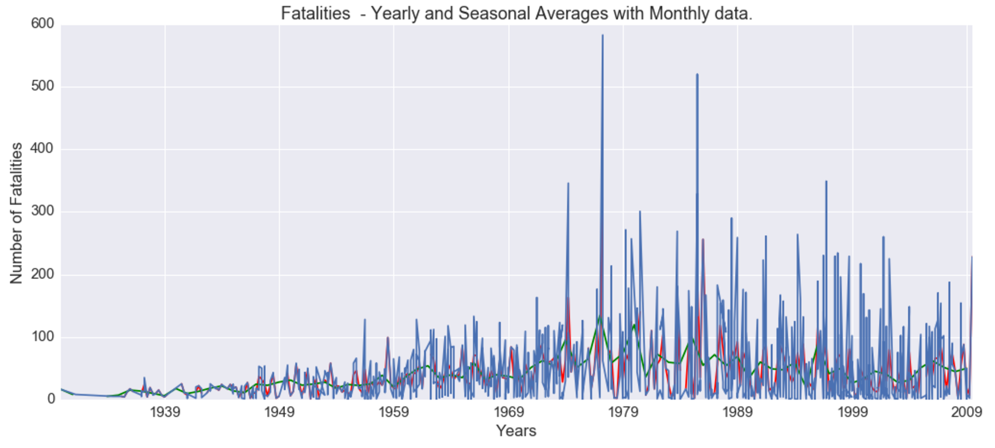 Fatalities - Yearly and Seasonal Averages with Monthly data.
600
500
400
300
200
100
0
Number of Fatalities
1939 1949 1959 1969 1979 1989 1999 2009
Years